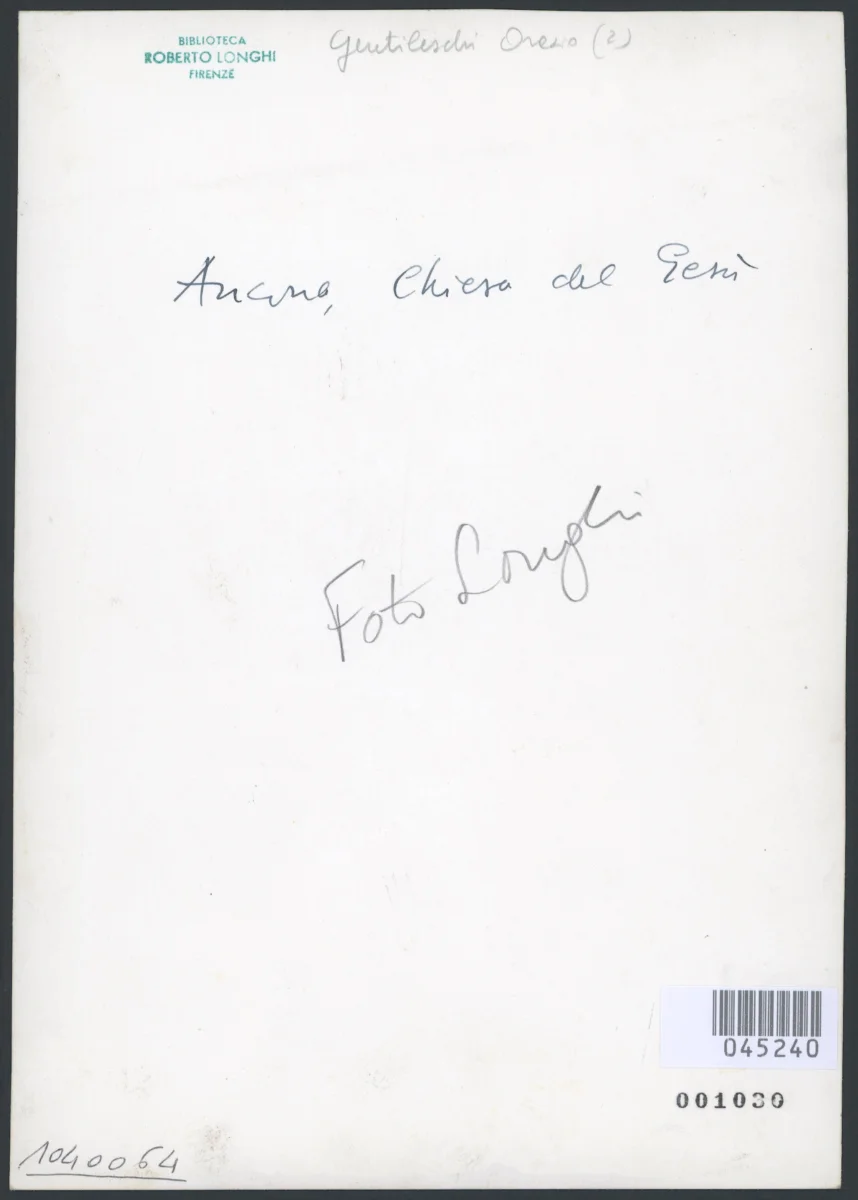 BIBLIOTECA
ROBERTO LONGHI
FIRENZE
Gentileschi Orazio (2)
Ancona, Chiesa del Gesù
Foto Longhi
045240
001030
1040064